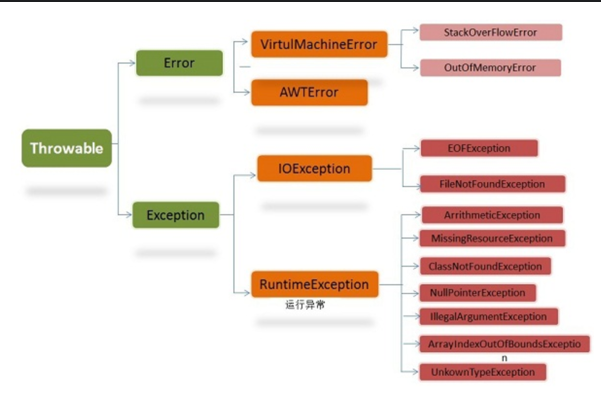 Throwable
Error
Exception
VirtulMachineError
AWTError
IOException
RuntimeException
运行异常
StackOverFlowError
OutOfMemoryError
EOFException
FileNotFoundException
ArrithmeticException
MissingResourceException
ClassNotFoundException
NullPointerException
IllegalArgumentException
ArrayIndexOutOfBoundsExceptio
n
UnkownTypeException